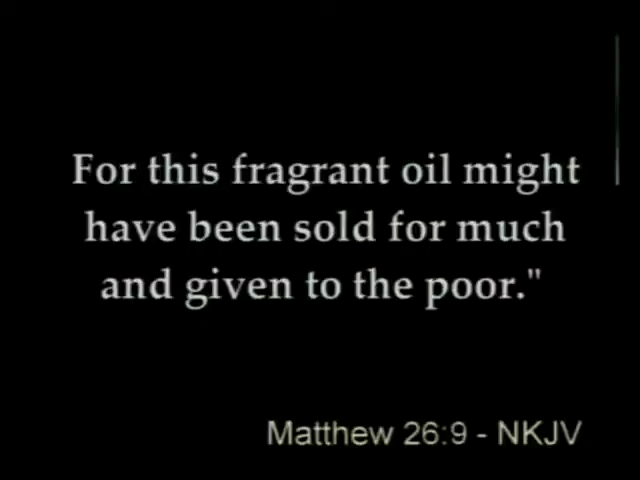 For this fragrant oil might
have been sold for much
and given to the poor."
Matthew 26:9 - NKJV